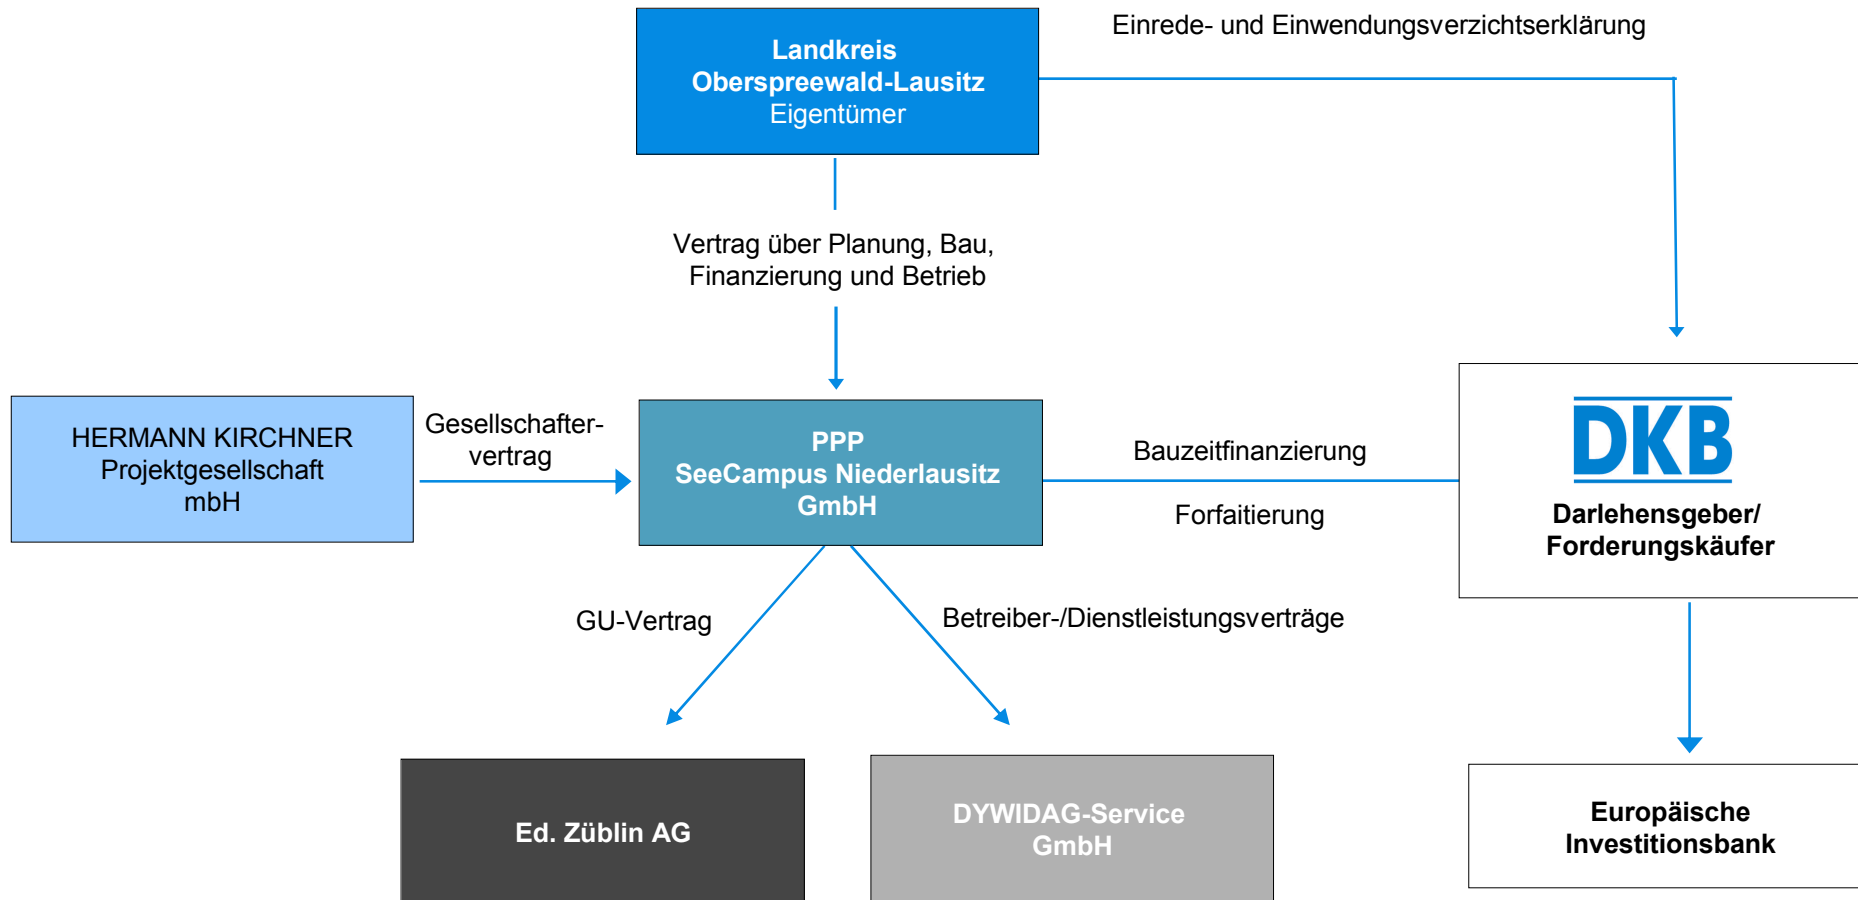 Einrede- und Einwendungsverzichtserklärung
Landkreis
Oberspreewald-Lausitz
Eigentümer
Vertrag über Planung, Bau,
Finanzierung und Betrieb
HERMANN KIRCHNER
Projektgesellschaft
mbH
Gesellschafter-
vertrag
PPP
SeeCampus Niederlausitz
GmbH
Bauzeitfinanzierung
Forfaitierung
DKB
Darlehensgeber/
Forderungskäufer
GU-Vertrag
Betreiber-/Dienstleistungsverträge
Ed. Züblin AG
DYWIDAG-Service
GmbH
Europäische
Investitionsbank